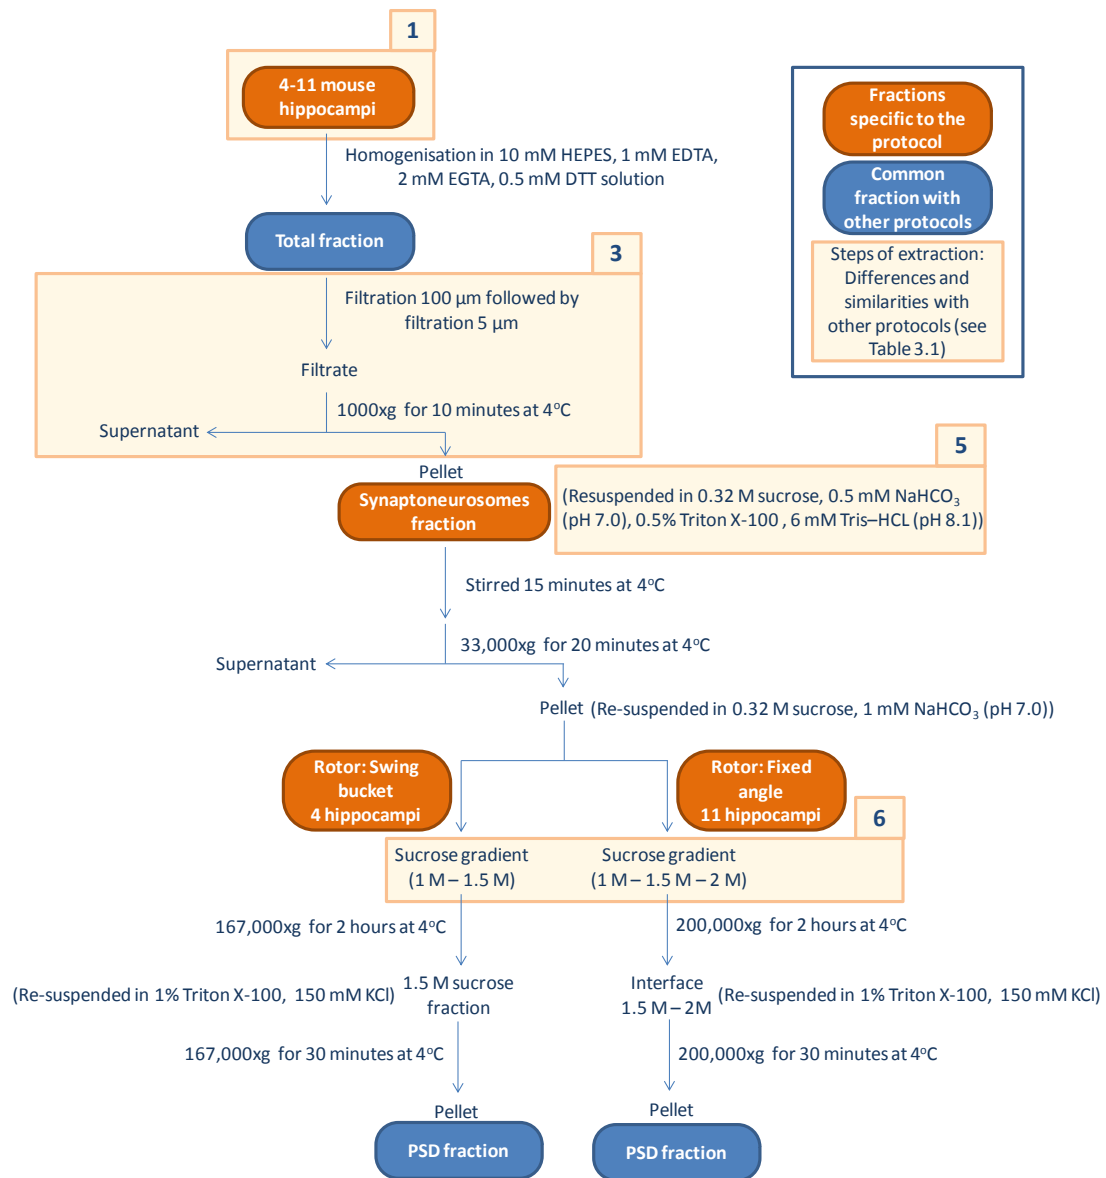 1
4-11 mouse
hippocampi
Homogenisation in 10 mM HEPES, 1 mM EDTA,
2 mM EGTA, 0.5 mM DTT solution
Total fraction
3
Filtration 100 µm followed by
filtration 5 µm
Filtrate
1000xg for 10 minutes at 4°C
Supernatant
Pellet
Synaptoneurosomes
fraction
5
(Resuspended in 0.32 M sucrose, 0.5 mM NaHCO₃
(pH 7.0), 0.5% Triton X-100 , 6 mM Tris–HCL (pH 8.1))
Stirred 15 minutes at 4°C
33,000xg for 20 minutes at 4°C
Supernatant
Pellet (Re-suspended in 0.32 M sucrose, 1 mM NaHCO₃ (pH 7.0))
Rotor: Swing
bucket
4 hippocampi
Rotor: Fixed
angle
11 hippocampi
6
Sucrose gradient
(1 M – 1.5 M)
Sucrose gradient
(1 M – 1.5 M – 2 M)
167,000xg for 2 hours at 4°C
200,000xg for 2 hours at 4°C
(Re-suspended in 1% Triton X-100, 150 mM KCl)
1.5 M sucrose
fraction
Interface
1.5 M – 2M
(Re-suspended in 1% Triton X-100, 150 mM KCl)
167,000xg for 30 minutes at 4°C
200,000xg for 30 minutes at 4°C
Pellet
Pellet
PSD fraction
PSD fraction
Fractions
specific to the
protocol
Common
fraction with
other protocols
Steps of extraction:
Differences and
similarities with
other protocols (see
Table 3.1)